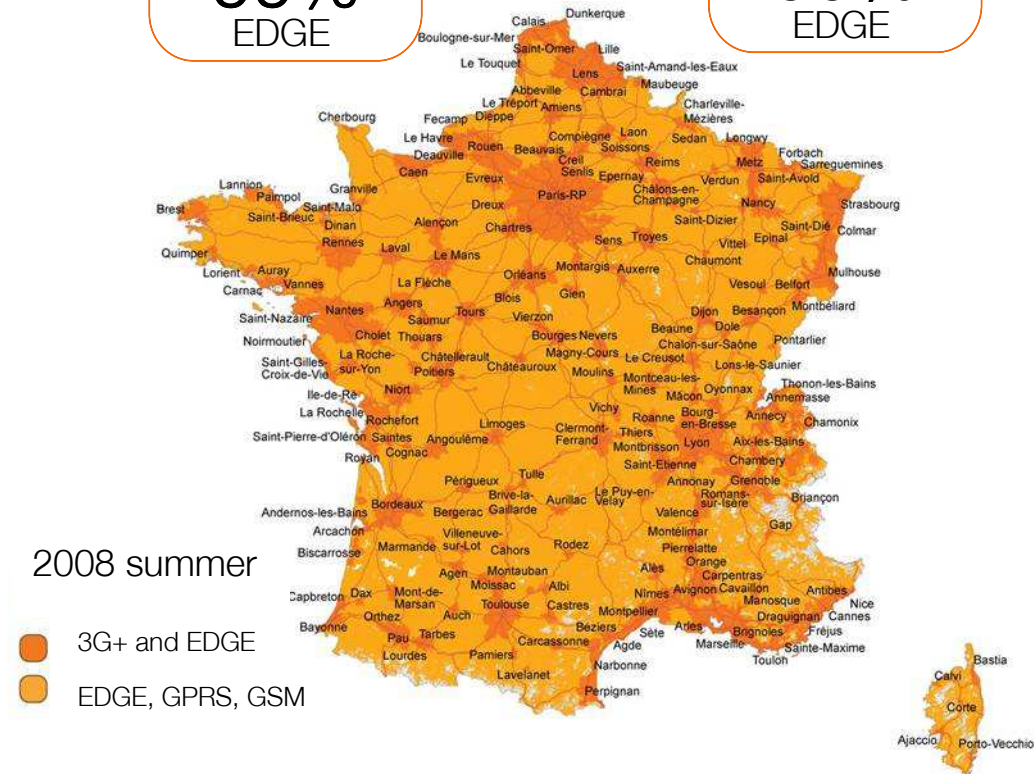 EDGE
EDGE
Calais
Dunkerque
Boulogne-sur-Mer
Saint-Omer
Lille
Le Touquet
Lens
Saint-Amand-les-Eaux
Maubeuge
Abbeville
Cambrai
Le Tréport
Amiens
Charleville-
Mézières
Cherbourg
Fecamp
Dieppe
Le Havre
Rouen
Beauvais
Compiègne
Laon
Soissons
Sedan
Longwy
Deauville
Creil
Senlis
Reims
Metz
Forbach
Sarreguemines
Caen
Evreux
Epernay
Verdun
Saint-Avold
Lannion
Paimpol
Granville
Paris-RP
Châlons-en-
Champagne
Nancy
Strasbourg
Brest
Saint-Brieuc
Saint-Malo
Dinan
Alençon
Dreux
Chartres
Saint-Dizier
Saint-Dié
Colmar
Quimper
Rennes
Laval
Le Mans
Sens
Troyes
Vittel
Epinal
Chaumont
Lorient
Auray
Vannes
La Flèche
Orléans
Montargis
Auxerre
Mulhouse
Carnac
Blois
Gien
Vesoul
Belfort
Saint-Nazaire
Nantes
Angers
Saumur
Tours
Vierzon
Dijon
Besançon
Montbéliard
Noirmoutier
Cholet
Thouars
Bourges
Nevers
Beaune
Dole
Pontarlier
Saint-Gilles-
Croix-de-Vie
La Roche-
sur-Yon
Châtellerault
Poitiers
Châteauroux
Magny-Cours
Moulins
Le Creusot
Chalon-sur-Saône
Lons-le-Saunier
Ile-de-Ré
Niort
Montceau-les-
Mines
Mâcon
Oyonnax
Thonon-les-Bains
Annemasse
La Rochelle
Rochefort
Vichy
Roanne
Bourg-
en-Bresse
Annecy
Chamonix
Saint-Pierre-d'Oléron
Saintes
Angoulême
Limoges
Clermont-
Ferrand
Thiers
Montbrisson
Lyon
Aix-les-Bains
Royan
Cognac
Saint-Etienne
Chambery
Périgueux
Tulle
Annonay
Grenoble
Andernos-les-Bains
Bordeaux
Bergerac
Brive-la-
Gaillarde
Aurillac
Le Puy-en-
Velay
Valence
Romans-
sur-Isère
Briançon
Arcachon
Villeneuve-
sur-Lot
Montélimar
Gap
Biscarrosse
Marmande
Cahors
Rodez
Pierrelatte
2008 summer
Agen
Montauban
Alès
Orange
Carpentras
Capbreton
Dax
Mont-de-
Marsan
Moissac
Albi
Nîmes
Avignon
Cavaillon
Manosque
Antibes
Nice
Bayonne
Orthez
Auch
Toulouse
Castres
Montpellier
Draguignan
Cannes
3G+ and EDGE
Pau
Tarbes
Béziers
Sète
Arles
Brignoles
Fréjus
Lourdes
Pamiers
Carcassonne
Agde
Marseille
Sainte-Maxime
Touloh
EDGE, GPRS, GSM
Lavelanet
Narbonne
Perpignan
Bastia
Calvi
Corte
Ajaccio
Porto-Vecchio